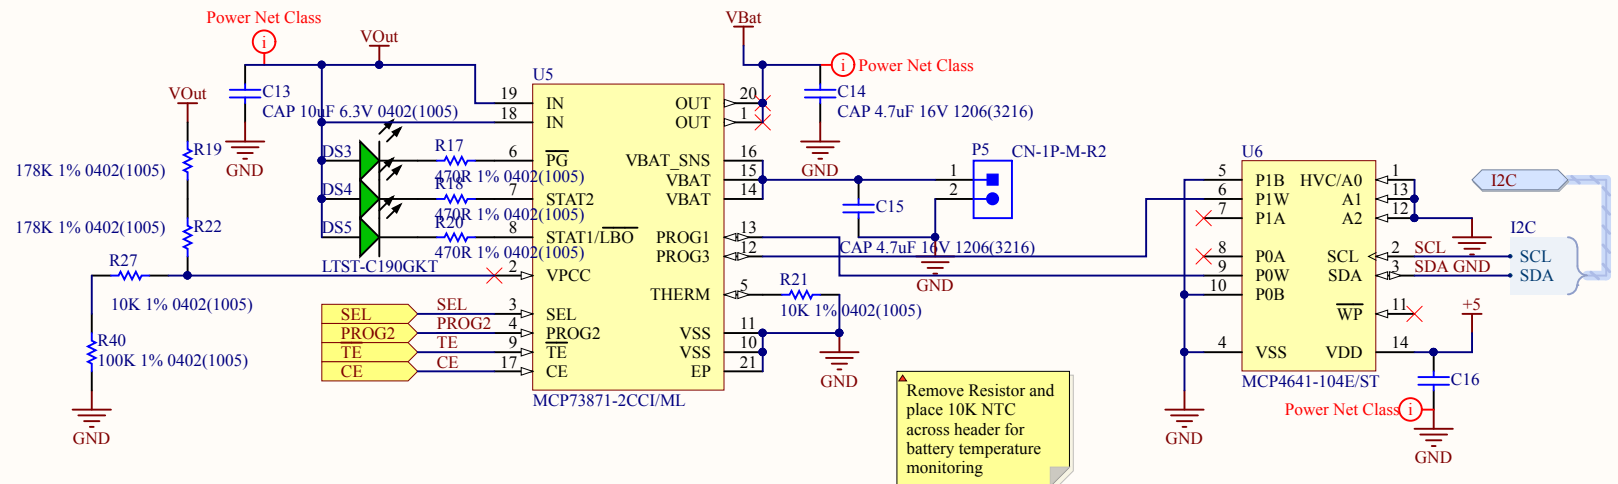 Power Net Class
VOut
VBat
Power Net Class
VOut
C13
CAP 10uF 6.3V 0402(1005)
GND
R19
178K 1% 0402(1005)
R22
178K 1% 0402(1005)
R27
10K 1% 0402(1005)
R40
100K 1% 0402(1005)
GND
DS3
DS4
DS5
LTST-C190GKT
R17
470R 1% 0402(1005)
R18
470R 1% 0402(1005)
R20
470R 1% 0402(1005)
SEL
PROG2
TE
CE
SEL
PROG2
TE
CE
U5
19 IN
18 IN
6 PG
7 STAT2
8 STAT1/LBO
2 VPCC
3 SEL
4 PROG2
9 TE
17 CE
OUT 20
OUT 1
VBAT_SNS 16
VBAT 15
VBAT 14
PROG1 13
PROG3 12
THERM 5
VSS 11
VSS 10
EP 21
MCP73871-2CCI/ML
C14
CAP 4.7uF 16V 1206(3216)
GND
P5
CN-1P-M-R2
1
2
C15
CAP 4.7uF 16V 1206(3216)
GND
R21
10K 1% 0402(1005)
GND
Remove Resistor and
place 10K NTC
across header for
battery temperature
monitoring
U6
5 P1B
6 P1W
7 P1A
8 P0A
9 P0W
10 P0B
4 VSS
HVC/A0 1
A1 13
A2 12
SCL 2
SDA 3
WP 11
VDD 14
MCP4641-104E/ST
GND
SCL
SDA GND
+5
C16
Power Net Class
GND
I2C
I2C
SCL
SDA